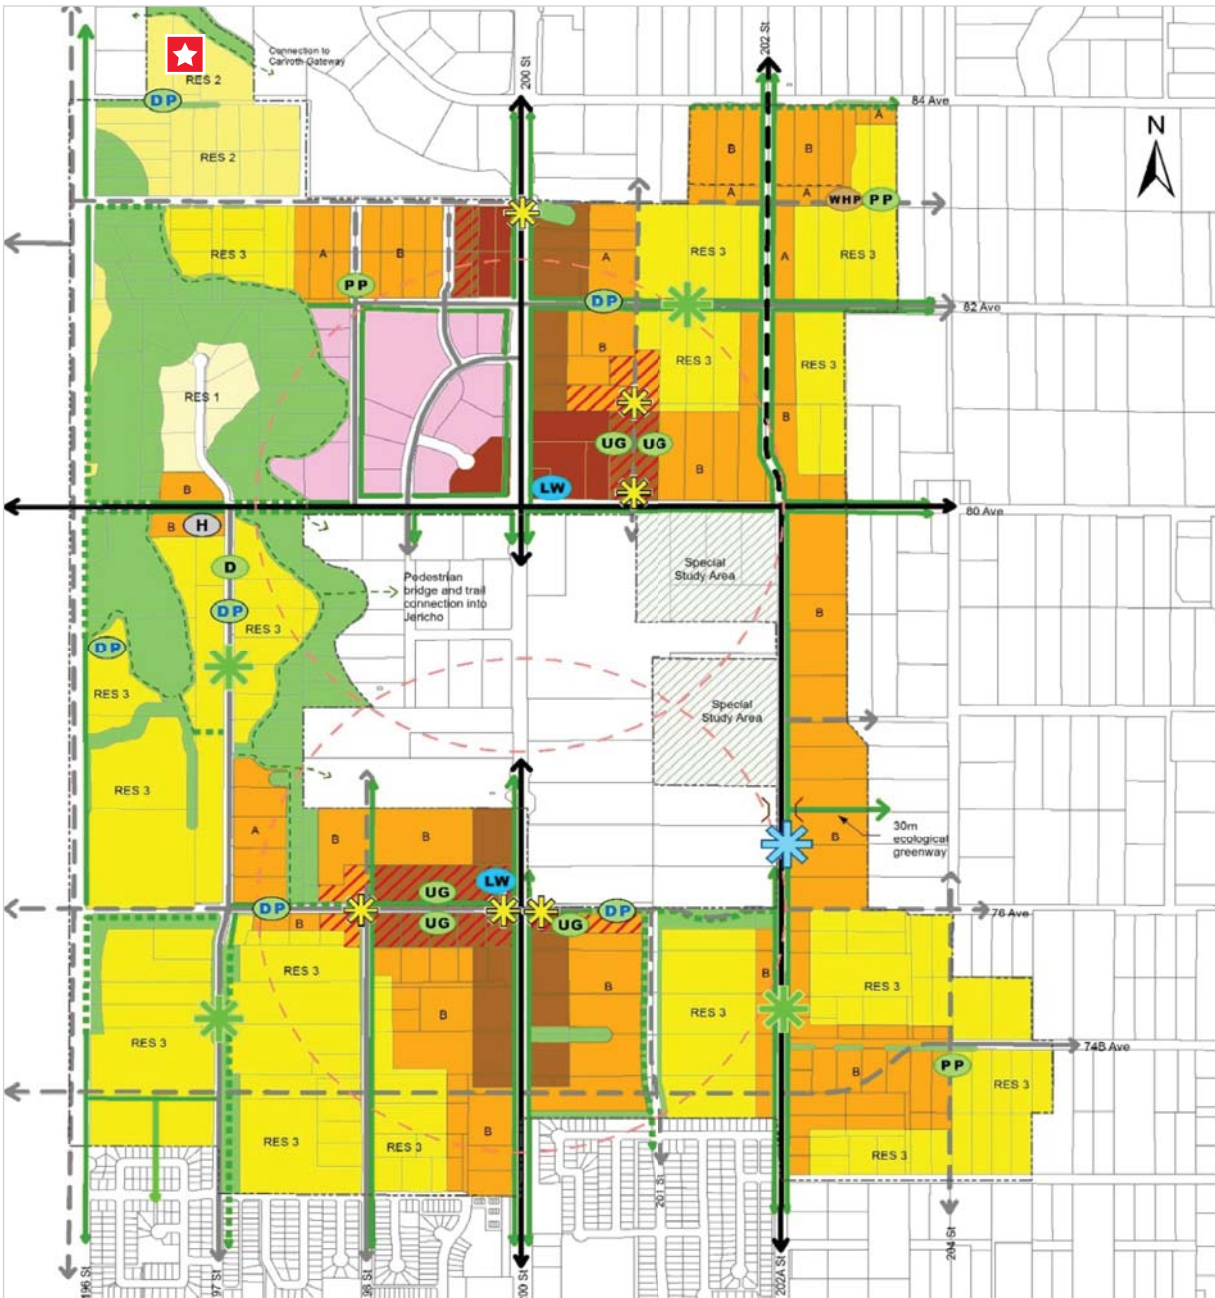 Connection to
Carvoth Gateway
RES 2
DP
200 St
202 St
84 Ave
A
B
B
N
RES 2
A
A
WHP
PP
RES 3
A
B
A
RES 3
A
RES 3
PP
DP
82 Ave
B
RES 3
RES 3
RES 1
B
UG
UG
B
B
LW
80 Ave
B
H
Special
Study Area
D
Pedestrian
bridge and trail
connection into
Jericho
DP
B
RES 3
DP
RES 3
Special
Study Area
RES 3
A
B
B
30m
ecological
greenway
B
LW
UG
DP
UG
UG
DP
76 Ave
B
RES 3
B
B
RES 3
B
RES 3
RES 3
74B Ave
B
PP
RES 3
RES 3
RES 3
B
RES 3
201 St
196 St
97 St
98 St
00 St
202A St
204 St